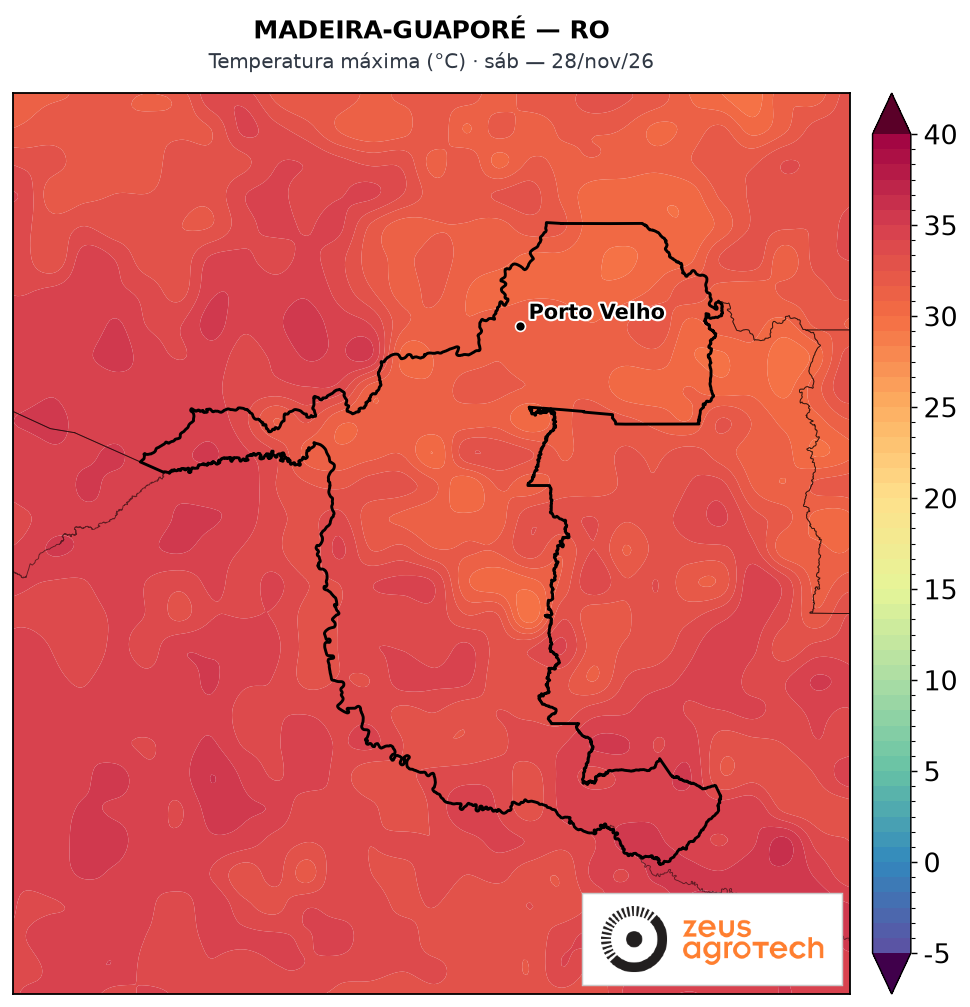 MADEIRA-GUAPORÉ — RO
Temperatura máxima (°C) · sáb — 28/nov/26
Porto Velho
40
35
30
25
20
15
10
5
0
-5
zeus
agrotech